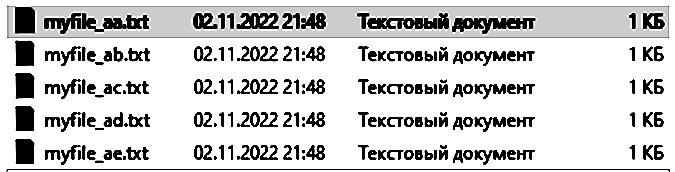 myfile_aa.txt 02.11.2022 21:48 Текстовый документ 1 КБ
myfile_ab.txt 02.11.2022 21:48 Текстовый документ 1 КБ
myfile_ac.txt 02.11.2022 21:48 Текстовый документ 1 КБ
myfile_ad.txt 02.11.2022 21:48 Текстовый документ 1 КБ
myfile_ae.txt 02.11.2022 21:48 Текстовый документ 1 КБ